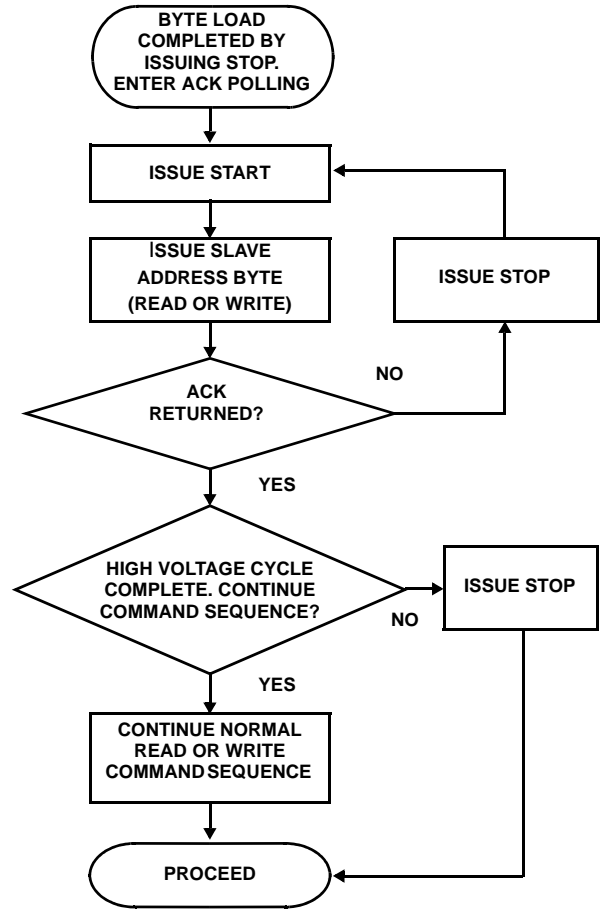 BYTE LOAD
COMPLETED BY
ISSUING STOP.
ENTER ACK POLLING
ISSUE START
ISSUE SLAVE
ADDRESS BYTE
(READ OR WRITE)
ISSUE STOP
ACK
RETURNED?
NO
YES
HIGH VOLTAGE CYCLE
COMPLETE. CONTINUE
COMMAND SEQUENCE?
ISSUE STOP
NO
YES
CONTINUE NORMAL
READ OR WRITE
COMMAND SEQUENCE
PROCEED